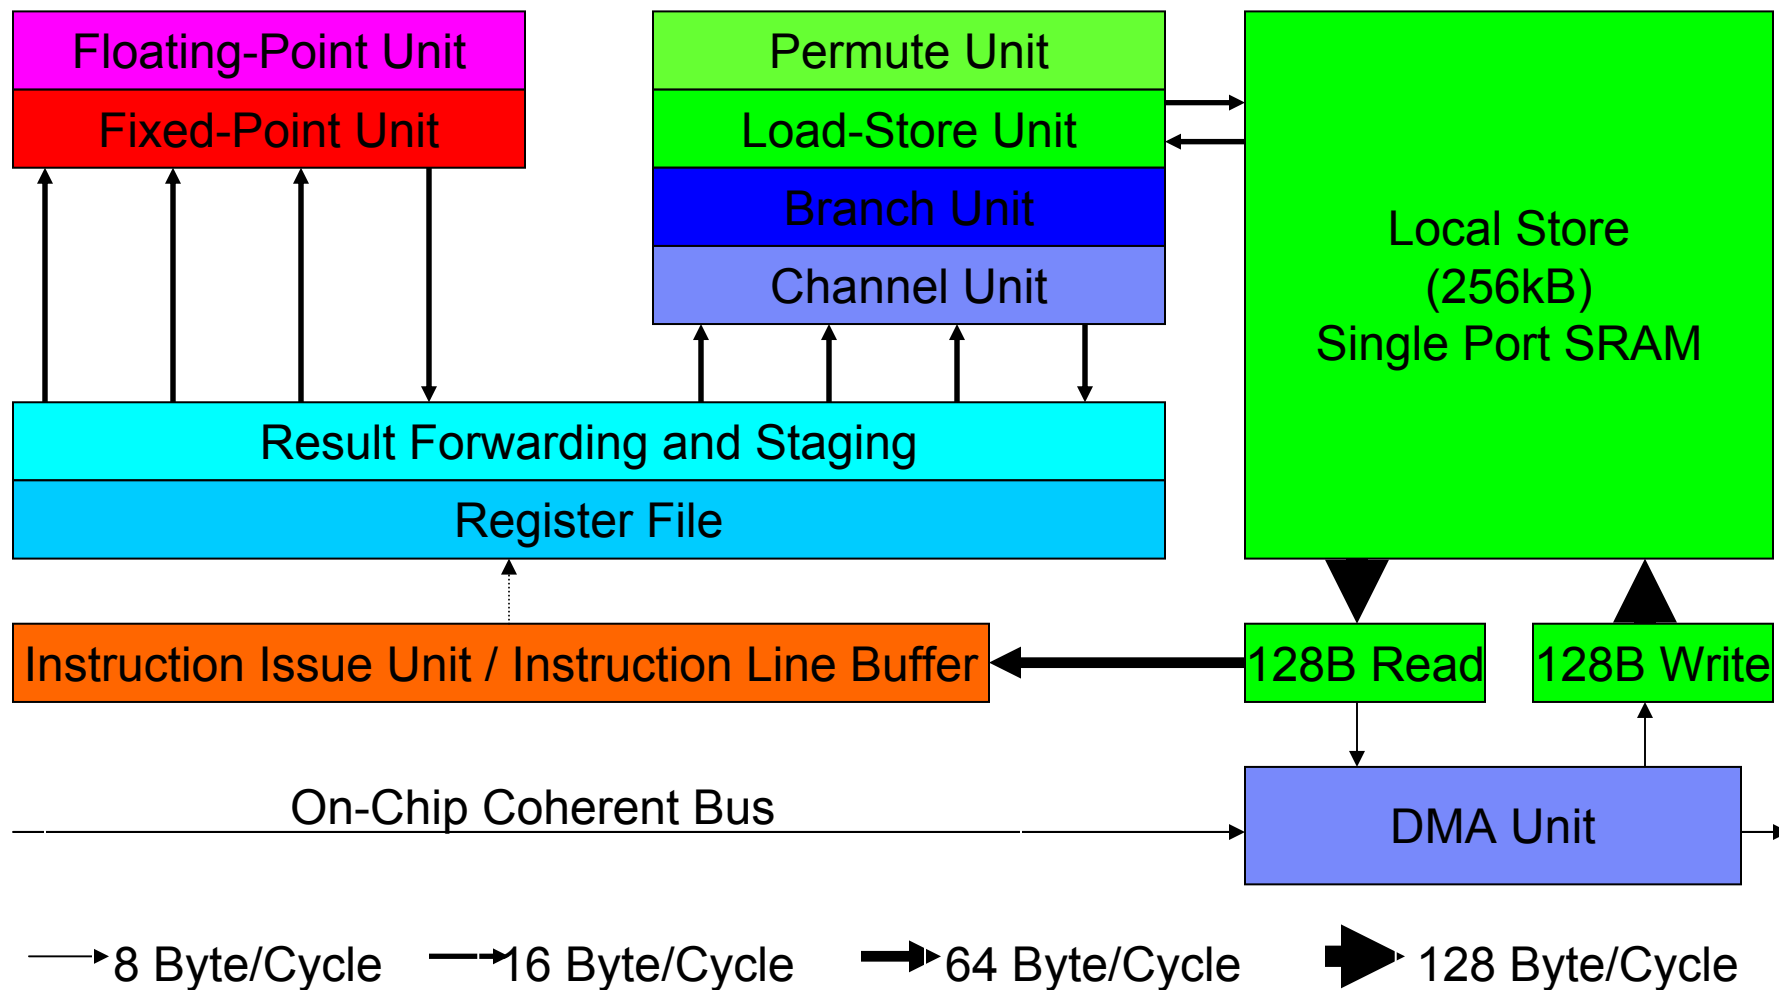 Floating-Point Unit
Fixed-Point Unit
Permute Unit
Load-Store Unit
Branch Unit
Channel Unit
Local Store
(256kB)
Single Port SRAM
Result Forwarding and Staging
Register File
Instruction Issue Unit / Instruction Line Buffer
128B Read
128B Write
On-Chip Coherent Bus
DMA Unit
8 Byte/Cycle
16 Byte/Cycle
64 Byte/Cycle
128 Byte/Cycle